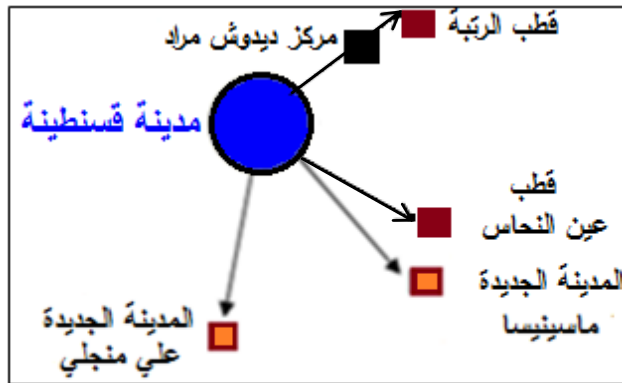 قطب الرتبة
مركز ديدوش مراد
مدينة قسنطينة
قطب
عين النحاس
المدينة الجديدة
ماسينيسا
المدينة الجديدة
علي منجلي